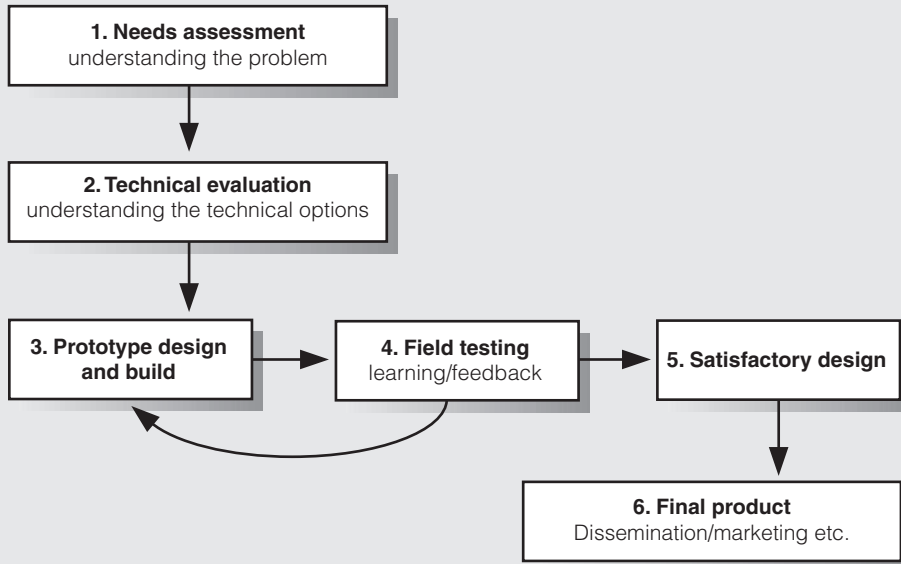 1. Needs assessment
understanding the problem
2. Technical evaluation
understanding the technical options
3. Prototype design
and build
4. Field testing
learning/feedback
5. Satisfactory design
6. Final product
Dissemination/marketing etc.